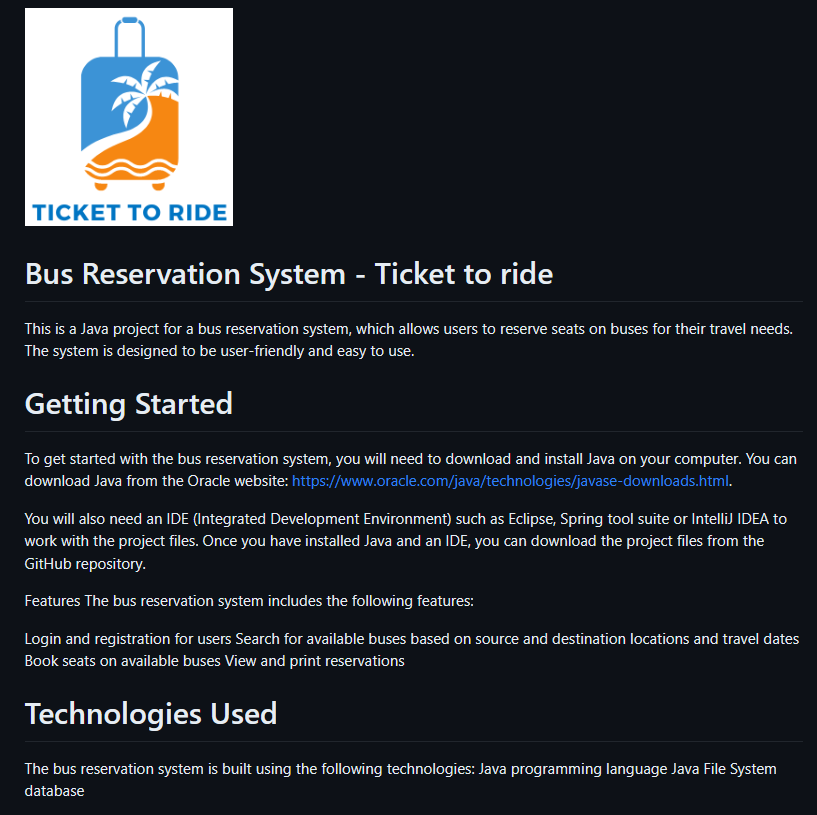 TICKET TO RIDE
Bus Reservation System - Ticket to ride
This is a Java project for a bus reservation system, which allows users to reserve seats on buses for their travel needs.
The system is designed to be user-friendly and easy to use.
Getting Started
To get started with the bus reservation system, you will need to download and install Java on your computer. You can
download Java from the Oracle website: https://www.oracle.com/java/technologies/javase-downloads.html.
You will also need an IDE (Integrated Development Environment) such as Eclipse, Spring tool suite or IntelliJ IDEA to
work with the project files. Once you have installed Java and an IDE, you can download the project files from the
GitHub repository.
Features The bus reservation system includes the following features:
Login and registration for users Search for available buses based on source and destination locations and travel dates
Book seats on available buses View and print reservations
Technologies Used
The bus reservation system is built using the following technologies: Java programming language Java File System
database